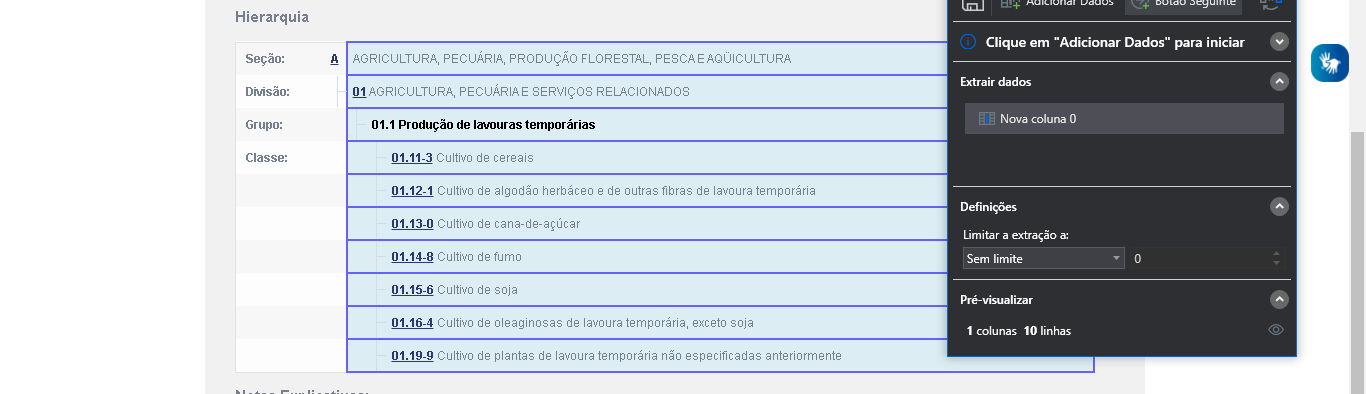 Hierarquia
Seção: A AGRICULTURA, PECUÁRIA, PRODUÇÃO FLORESTAL, PESCA E AQÜICULTURA
Divisão: 01 AGRICULTURA, PECUÁRIA E SERVIÇOS RELACIONADOS
Grupo: 01.1 Produção de lavouras temporárias
Classe: 01.11-3 Cultivo de cereais
01.12-1 Cultivo de algodão herbáceo e de outras fibras de lavoura temporária
01.13-0 Cultivo de cana-de-açúcar
01.14-8 Cultivo de fumo
01.15-6 Cultivo de soja
01.16-4 Cultivo de oleaginosas de lavoura temporária, exceto soja
01.19-9 Cultivo de plantas de lavoura temporária não especificadas anteriormente
Notas Explicativas:
Adicionar Dados Botão Seguinte
Clique em "Adicionar Dados" para iniciar
Extrair dados
Nova coluna 0
Definições
Limitar a extração a:
Sem limite 0
Pré-visualizar
1 colunas 10 linhas